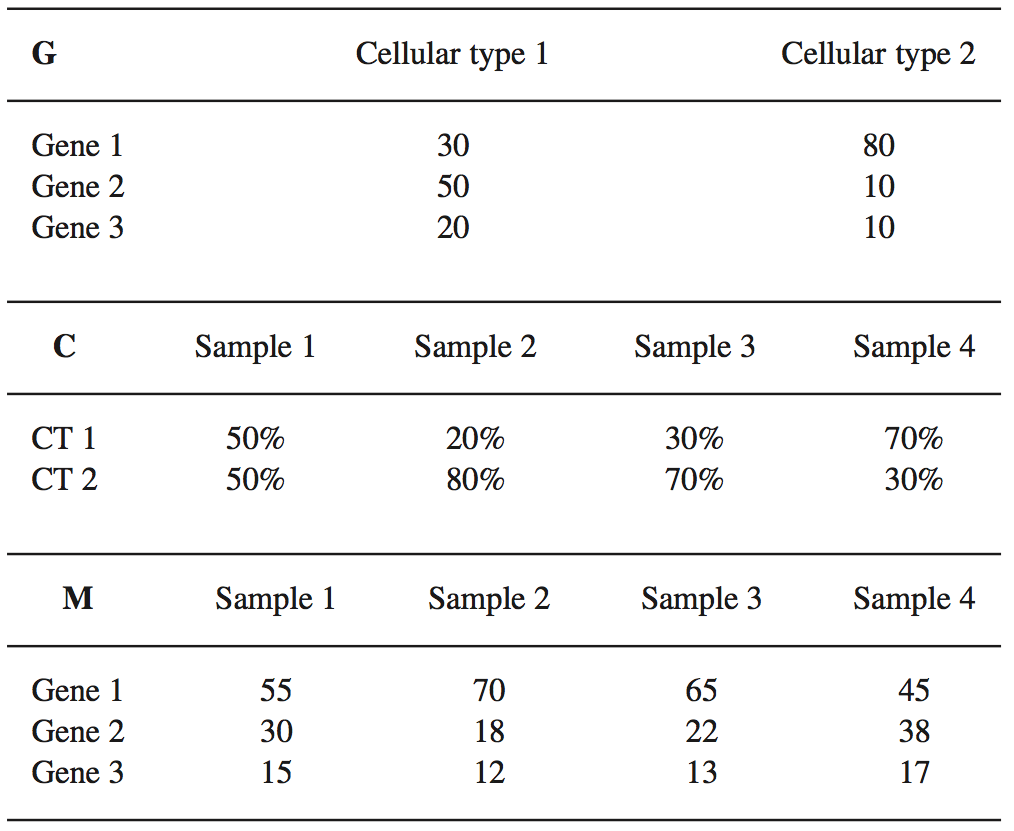 G Cellular type 1 Cellular type 2
Gene 1 30 80
Gene 2 50 10
Gene 3 20 10
C Sample 1 Sample 2 Sample 3 Sample 4
CT 1 50% 20% 30% 70%
CT 2 50% 80% 70% 30%
M Sample 1 Sample 2 Sample 3 Sample 4
Gene 1 55 70 65 45
Gene 2 30 18 22 38
Gene 3 15 12 13 17